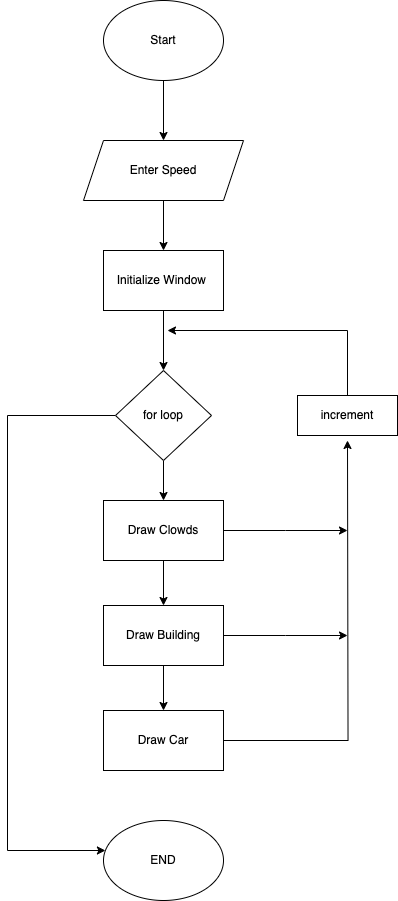 Start
Enter Speed
Initialize Window
for loop
increment
Draw Clowds
Draw Building
Draw Car
END